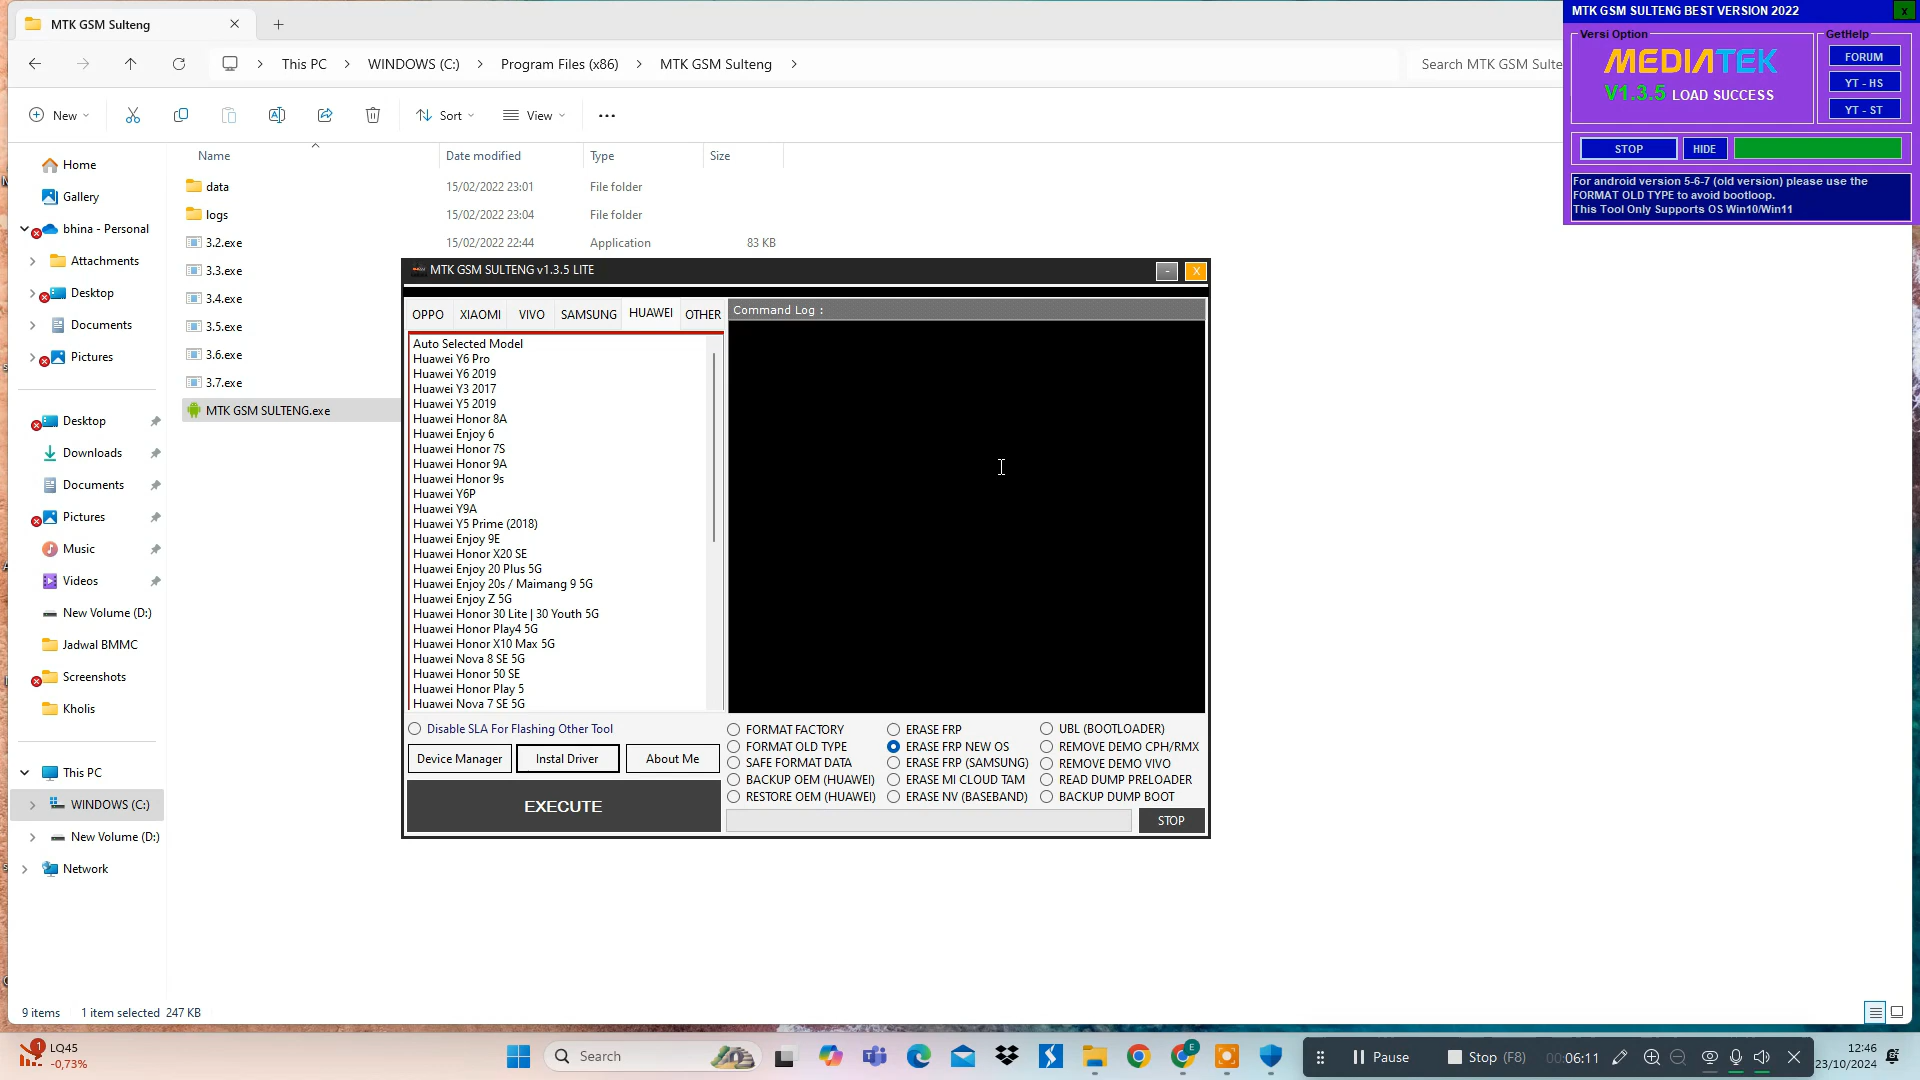 MTK GSM Sulteng
This PC
WINDOWS (C:)
Program Files (x86)
MTK GSM Sulteng
Search MTK GSM Sulte
New
Sort
View
Name
Date modified
Type
Size
Home
Gallery
bhina - Personal
Attachments
Desktop
Documents
Pictures
Desktop
Downloads
Documents
Pictures
Music
Videos
New Volume (D:)
Jadwal BMMC
Screenshots
Kholis
This PC
WINDOWS (C:)
New Volume (D:)
Network
data 15/02/2022 23:01 File folder
logs 15/02/2022 23:04 File folder
3.2.exe 15/02/2022 22:44 Application 83 KB
3.3.exe
3.4.exe
3.5.exe
3.6.exe
3.7.exe
MTK GSM SULTENG.exe
MTK GSM SULTENG v1.3.5 LITE
- X
OPPO XIAOMI VIVO SAMSUNG HUAWEI OTHER
Command Log :
Auto Selected Model
Huawei Y6 Pro
Huawei Y6 2019
Huawei Y3 2017
Huawei Y5 2019
Huawei Honor 8A
Huawei Enjoy 6
Huawei Honor 7S
Huawei Honor 9A
Huawei Honor 9s
Huawei Y6P
Huawei Y9A
Huawei Y5 Prime (2018)
Huawei Enjoy 9E
Huawei Honor X20 SE
Huawei Enjoy 20 Plus 5G
Huawei Enjoy 20s / Maimang 9 5G
Huawei Enjoy Z 5G
Huawei Honor 30 Lite | 30 Youth 5G
Huawei Honor Play4 5G
Huawei Honor X10 Max 5G
Huawei Nova 8 SE 5G
Huawei Honor 50 SE
Huawei Honor Play 5
Huawei Nova 7 SE 5G
Disable SLA For Flashing Other Tool
Device Manager
Instal Driver
About Me
EXECUTE
FORMAT FACTORY
FORMAT OLD TYPE
SAFE FORMAT DATA
BACKUP OEM (HUAWEI)
RESTORE OEM (HUAWEI)
ERASE FRP
ERASE FRP NEW OS
ERASE FRP (SAMSUNG)
ERASE MI CLOUD TAM
ERASE NV (BASEBAND)
UBL (BOOTLOADER)
REMOVE DEMO CPH/RMX
REMOVE DEMO VIVO
READ DUMP PRELOADER
BACKUP DUMP BOOT
STOP
MTK GSM SULTENG BEST VERSION 2022
x
Versi Option
MEDIATEK
V1.3.5 LOAD SUCCESS
GetHelp
FORUM
YT - HS
YT - ST
STOP
HIDE
For android version 5-6-7 (old version) please use the
FORMAT OLD TYPE to avoid bootloop.
This Tool Only Supports OS Win10/Win11
9 items
1 item selected 247 KB
1
LQ45
-0,73%
Search
E
Pause
Stop (F8)
00:06:11
12:46
23/10/2024